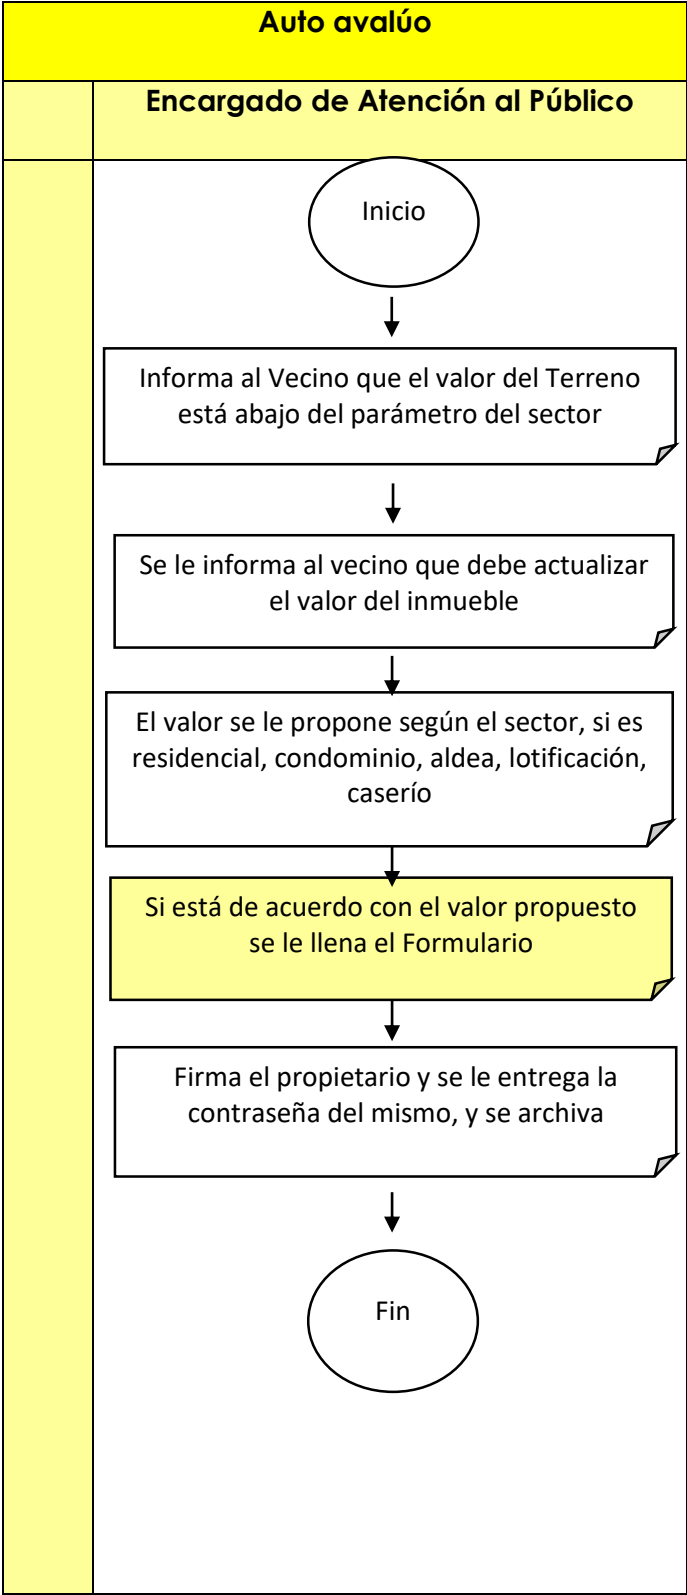 Auto avalúo
Encargado de Atención al Público
Inicio
Informa al Vecino que el valor del Terreno
está abajo del parámetro del sector
Se le informa al vecino que debe actualizar
el valor del inmueble
El valor se le propone según el sector, si es
residencial, condominio, aldea, lotificación,
caserío
Si está de acuerdo con el valor propuesto
se le llena el Formulario
Firma el propietario y se le entrega la
contraseña del mismo, y se archiva
Fin